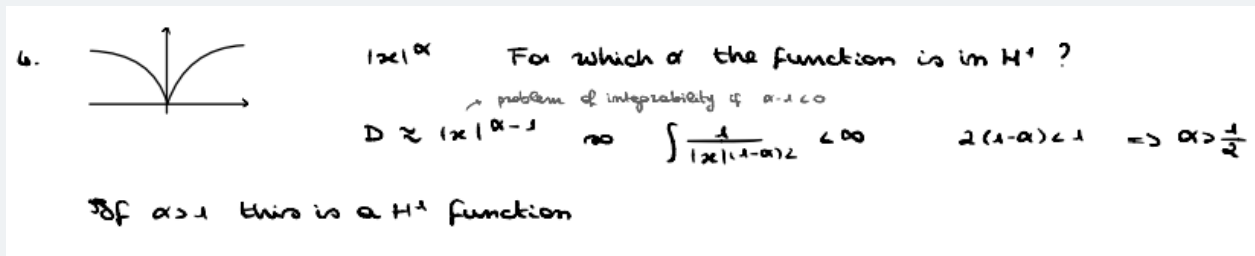 6. |x|^α For which α the function is in H¹ ?
↗ problem of integrability if α-1<0
D ≈ |x|^α-1 ∞ ∫ 1/|x|^(1-α)2 <∞ 2(1-α)<1 => α>1/2
If α>1 this is a H¹ function